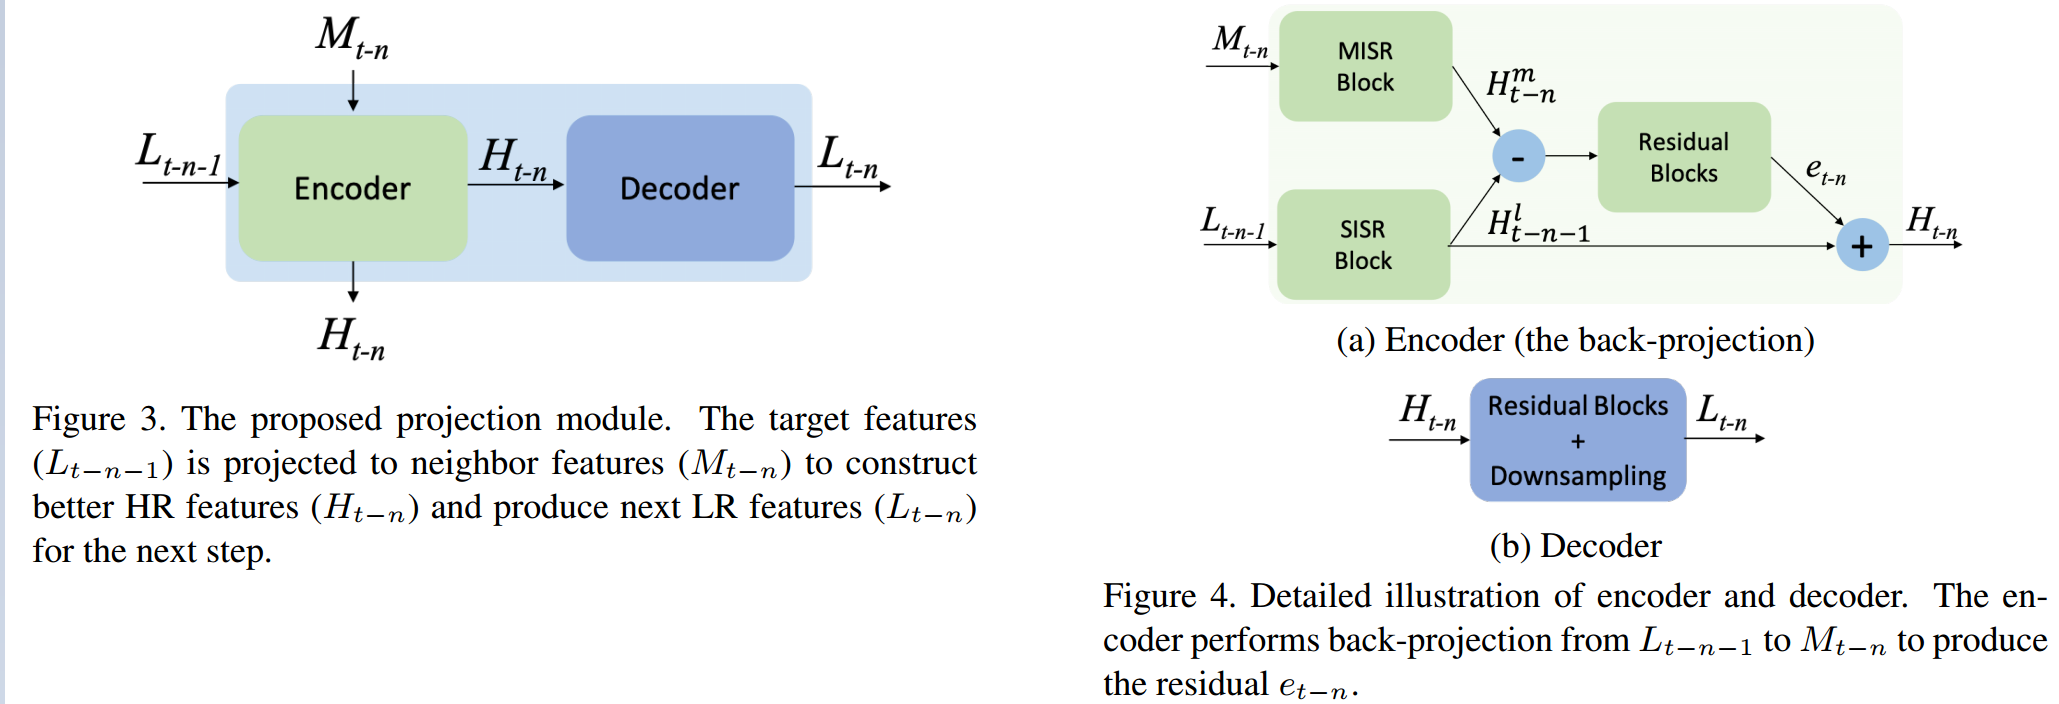 M_{t-n}
L_{t-n-1}
Encoder
H_{t-n}
Decoder
L_{t-n}
H_{t-n}
Figure 3. The proposed projection module. The target features
(L_{t-n-1}) is projected to neighbor features (M_{t-n}) to construct
better HR features (H_{t-n}) and produce next LR features (L_{t-n})
for the next step.
M_{t-n}
MISR
Block
H^m_{t-n}
L_{t-n-1}
SISR
Block
H^l_{t-n-1}
-
Residual
Blocks
e_{t-n}
+
H_{t-n}
(a) Encoder (the back-projection)
H_{t-n}
Residual Blocks
+
Downsampling
L_{t-n}
(b) Decoder
Figure 4. Detailed illustration of encoder and decoder. The en-
coder performs back-projection from L_{t-n-1} to M_{t-n} to produce
the residual e_{t-n}.